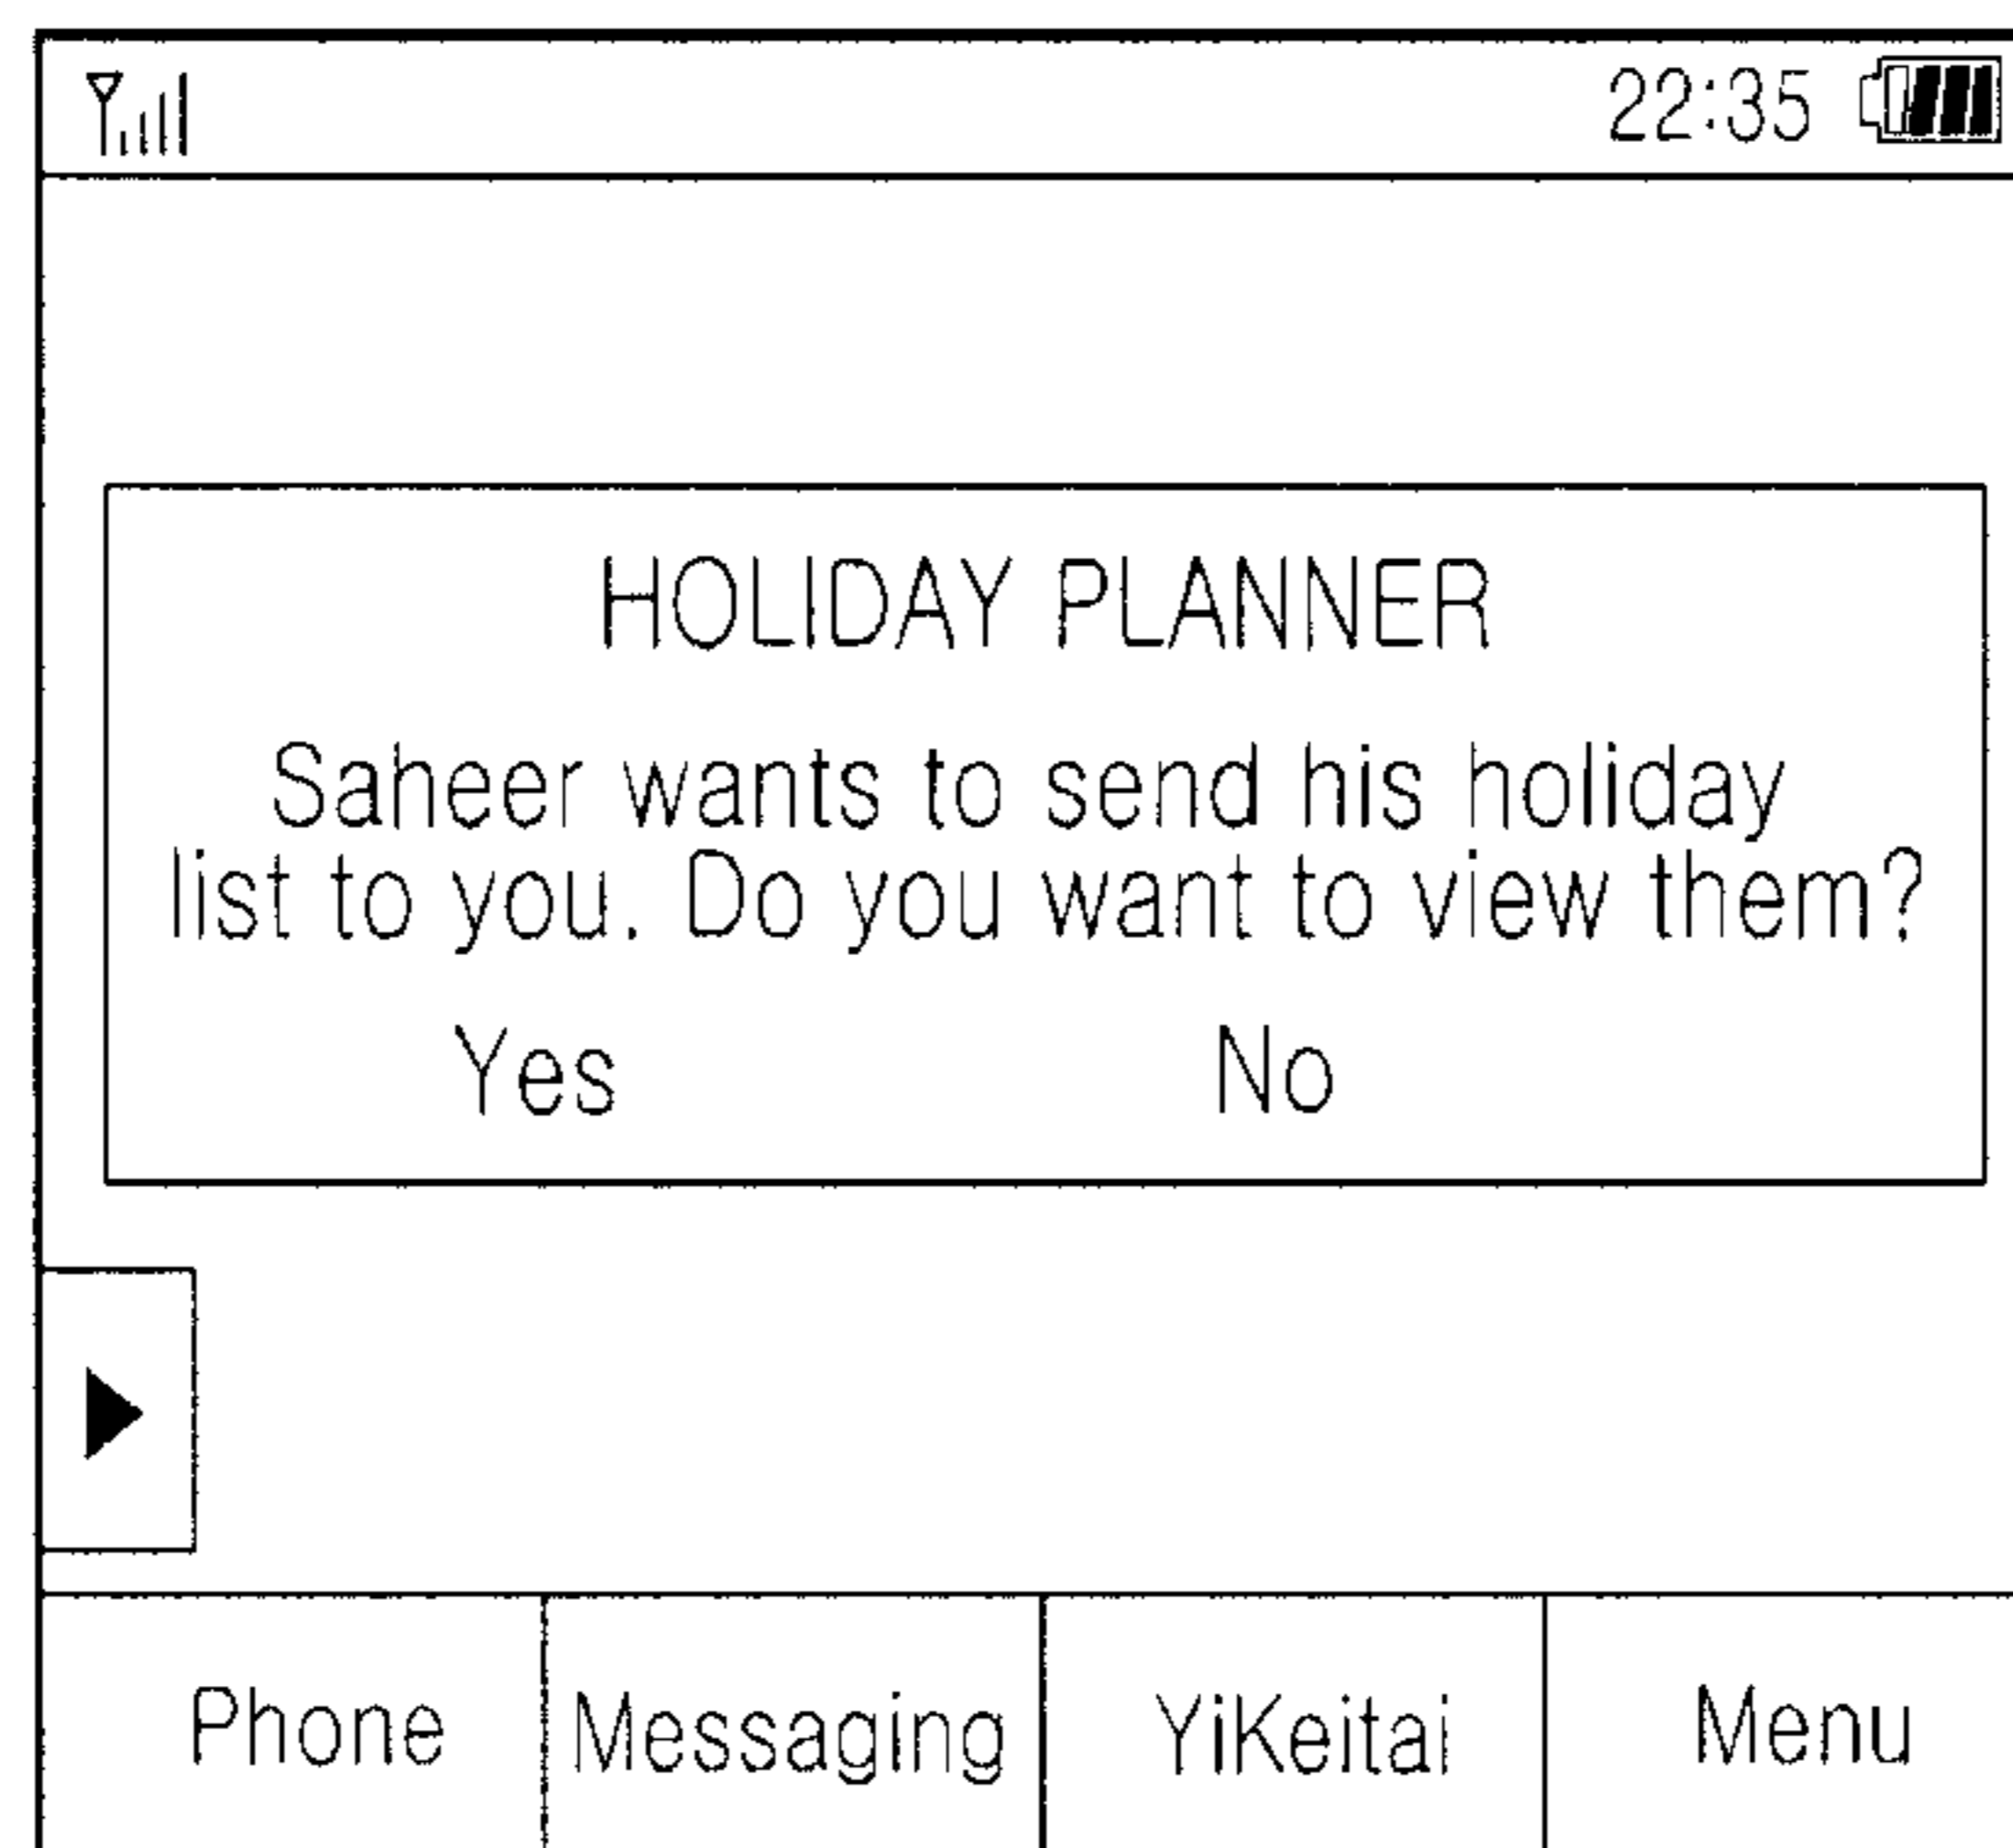 22:35
HOLIDAY PLANNER
Saheer wants to send his holiday
list to you. Do you want to view them?
Yes No
Phone Messaging YiKeitai Menu